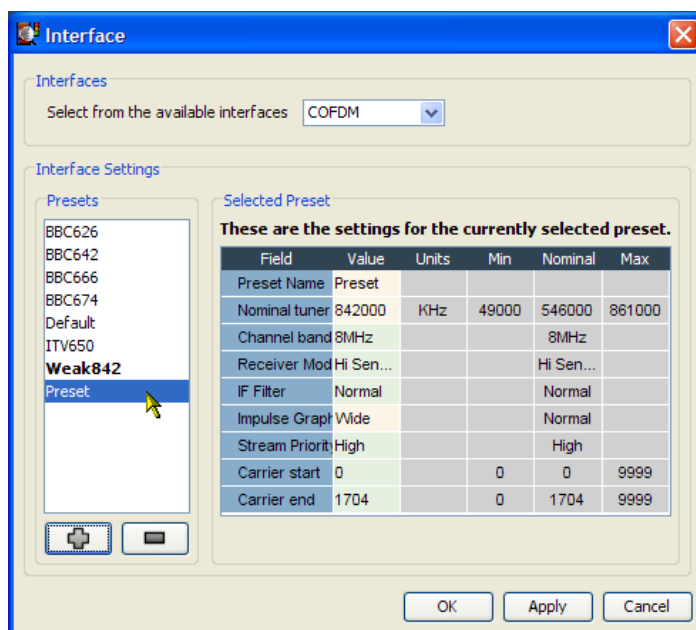 Interface
Interfaces
Select from the available interfaces COFDM
Interface Settings
Presets
BBC626
BBC642
BBC666
BBC674
Default
ITV650
Weak842
Preset
Selected Preset
These are the settings for the currently selected preset.
Field Value Units Min Nominal Max
Preset Name Preset
Nominal tuner 842000 KHz 49000 546000 861000
Channel band 8MHz 8MHz
Receiver Mod Hi Sen... Hi Sen...
IF Filter Normal Normal
Impulse Graph Wide Normal
Stream Priority High High
Carrier start 0 0 0 9999
Carrier end 1704 0 1704 9999
OK Apply Cancel